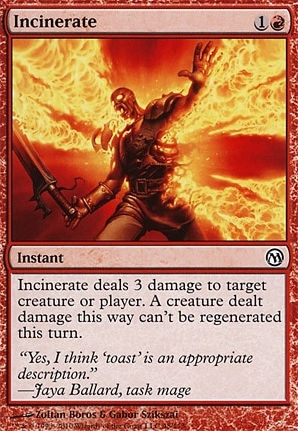 Incinerate 1
Instant
Incinerate deals 3 damage to target
creature or player. A creature dealt
damage this way can't be regenerated
this turn.
"Yes, I think 'toast' is an appropriate
description."
—Jaya Ballard, task mage
Zoltan Boros & Gabor Szikszai